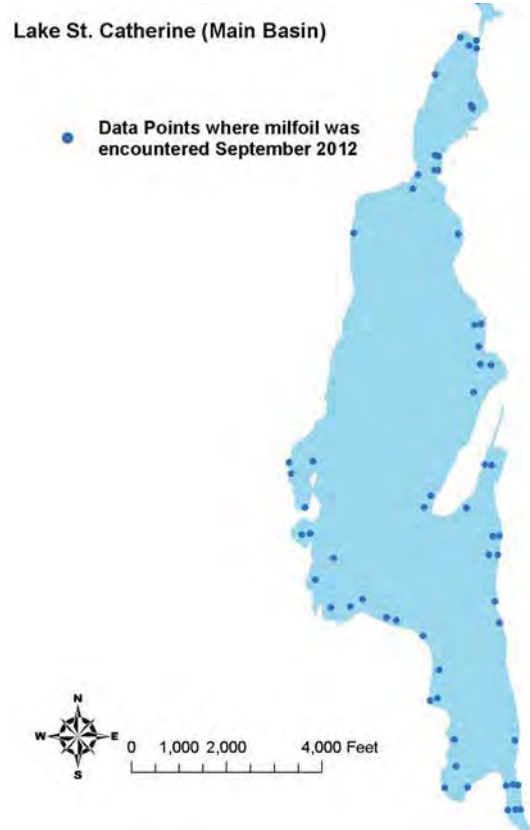 Lake St. Catherine (Main Basin)
Data Points where milfoil was
encountered September 2012
N
W E
S
0 1,000 2,000 4,000 Feet